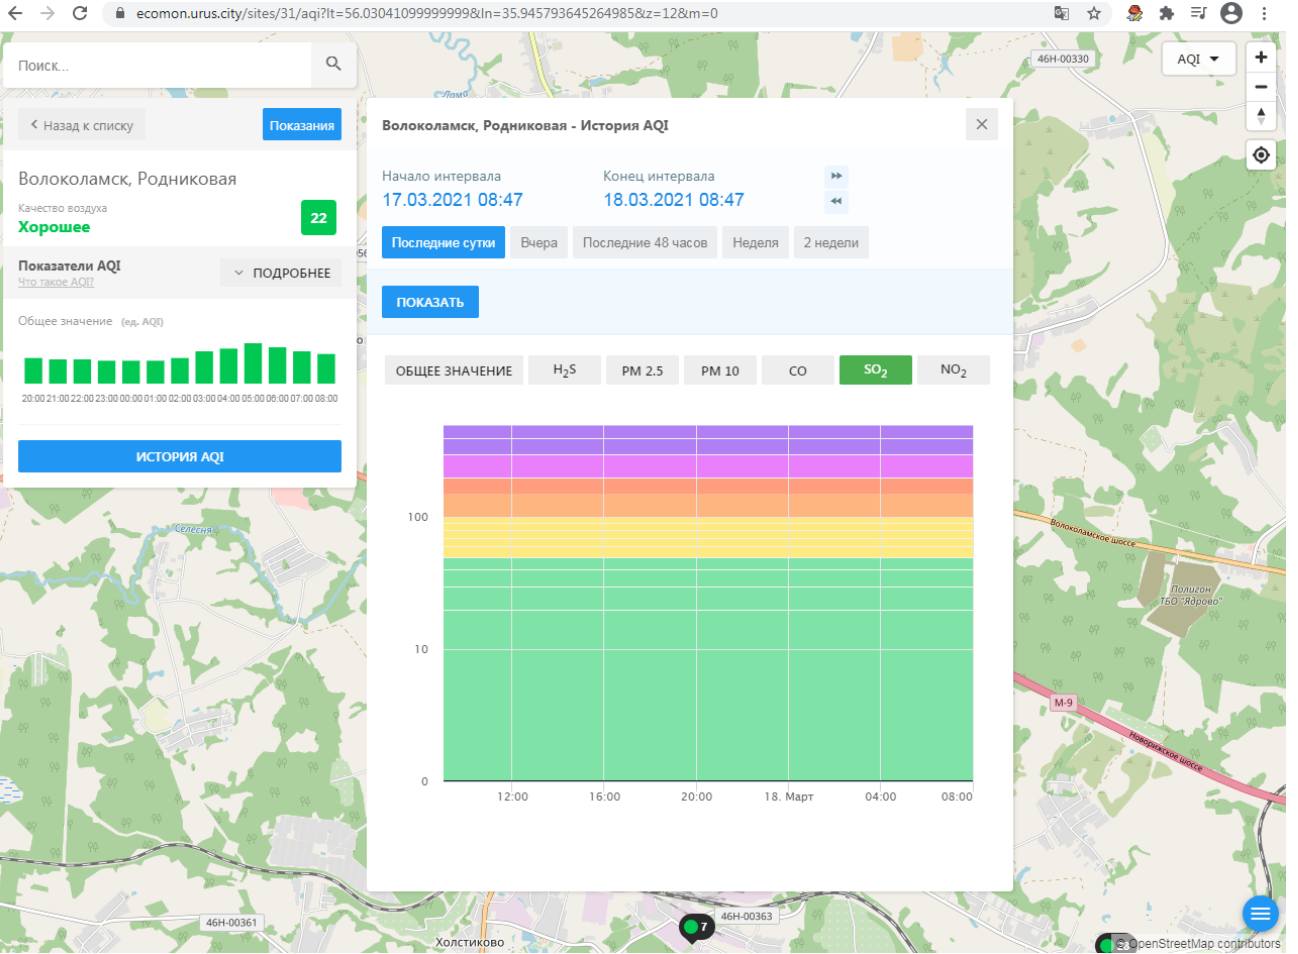 ecomon.urus.city/sites/31/aqi?lt=56.03041099999999&ln=35.945793645264985&z=12&m=0
Поиск...
46Н-00330
AQI
Лама
Назад к списку
Показания
Волоколамск, Родниковая - История AQI
Волоколамск, Родниковая
Качество воздуха
Хорошее
22
Начало интервала
Конец интервала
17.03.2021 08:47
18.03.2021 08:47
Последние сутки
Вчера
Последние 48 часов
Неделя
2 недели
Показатели AQI
Что такое AQI?
ПОДРОБНЕЕ
ПОКАЗАТЬ
Общее значение (ед. AQI)
20:00 21:00 22:00 23:00 00:00 01:00 02:00 03:00 04:00 05:00 06:00 07:00 08:00
ИСТОРИЯ AQI
ОБЩЕЕ ЗНАЧЕНИЕ
H2S
PM 2.5
PM 10
CO
SO2
NO2
100
10
0
12:00
16:00
20:00
18. Март
04:00
08:00
Селесня
Волоколамское шоссе
Полигон
ТБО "Ядрово"
М-9
Новорижское шоссе
46Н-00361
46Н-00363
7
Холстиково
© OpenStreetMap contributors